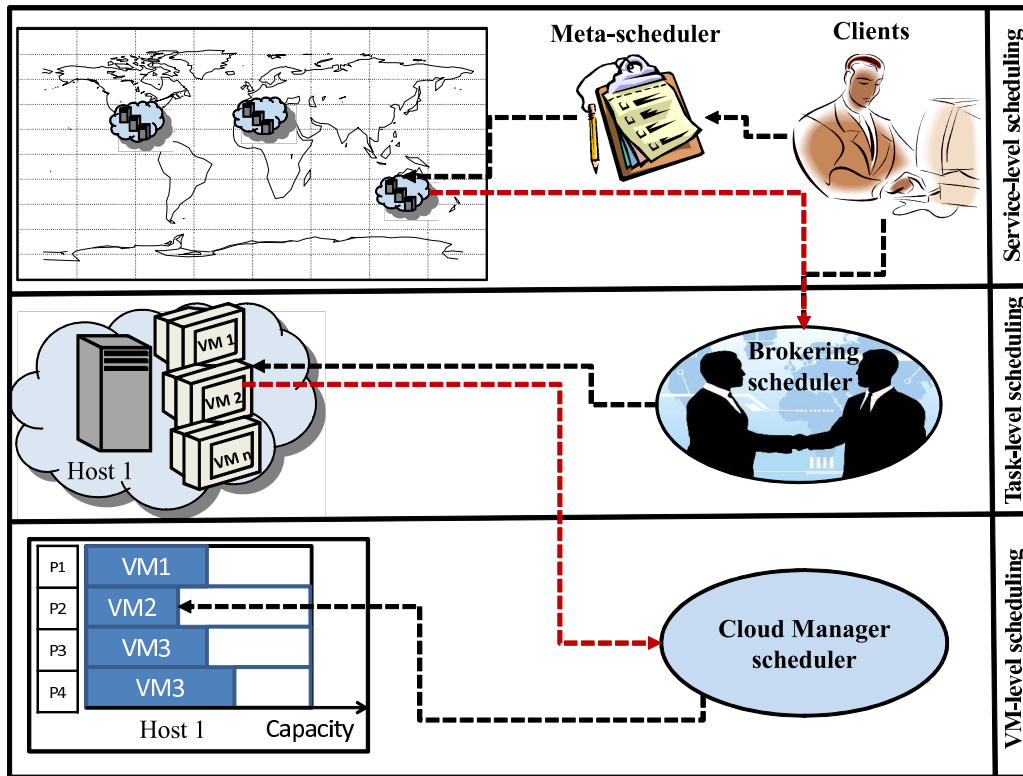 Meta-scheduler
Clients
Service-level scheduling
VM 1
VM 2
VM n
Host 1
Brokering
scheduler
Task-level scheduling
P1
VM1
P2
VM2
P3
VM3
P4
VM3
Host 1
Capacity
Cloud Manager
scheduler
VM-level scheduling